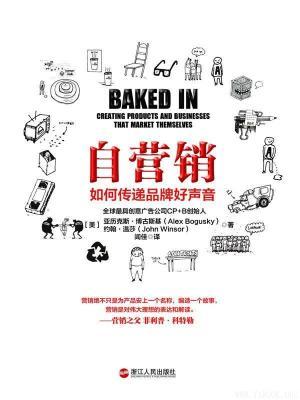 BAKED IN
CREATING PRODUCTS AND BUSINESSES
THAT MARKET THEMSELVES
自营销
如何传递品牌好声音
全球最具创意广告公司CP+B创始人
[美] 亚历克斯·博古斯基(Alex Bogusky) 著
约翰·温莎(John Winsor)
闻佳◎译
营销绝不只是为产品安上一个名称，编造一个故事。
营销是对伟大理想的表达和解读。
——营销之父 菲利普·科特勒
浙江人民出版社